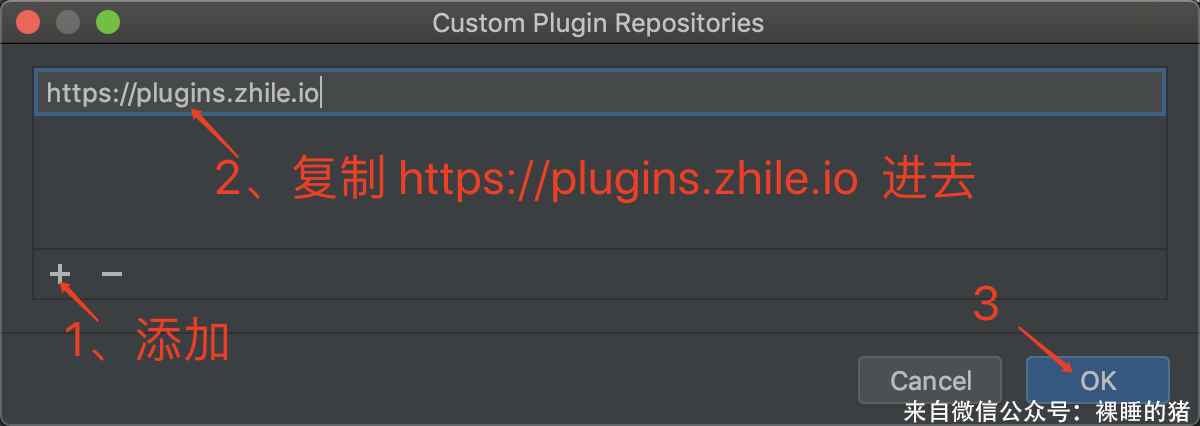 Custom Plugin Repositories
https://plugins.zhile.io
2、复制 https://plugins.zhile.io 进去
1、添加
3
Cancel
OK
来自微信公众号：裸睡的猪